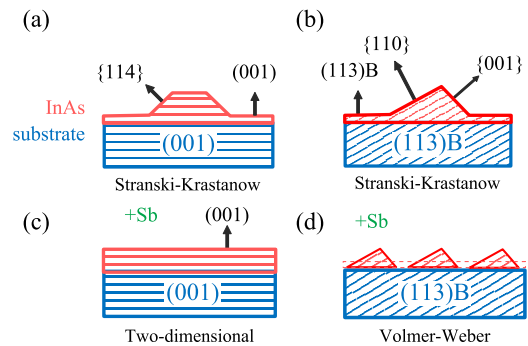 (a)
{114}
(001)
InAs
substrate
(001)
Stranski-Krastanow
(b)
{110}
(113)B
{001}
(113)B
Stranski-Krastanow
(c)
+Sb
(001)
(001)
Two-dimensional
(d)
+Sb
(113)B
Volmer-Weber